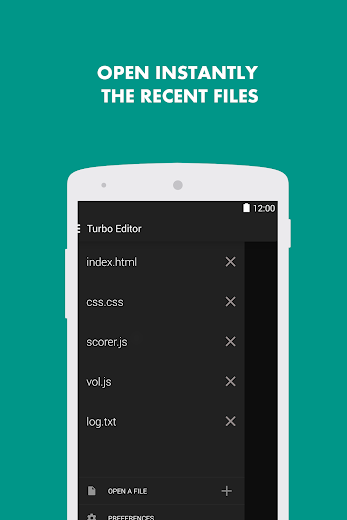 OPEN INSTANTLY
THE RECENT FILES
12:00
Turbo Editor
index.html
css.css
scorer.js
vol.js
log.txt
OPEN A FILE
PREFERENCES